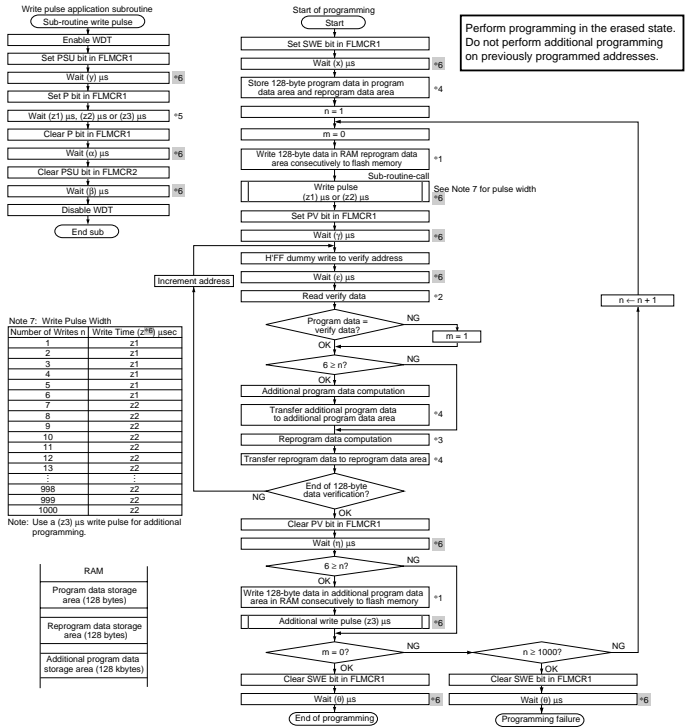 Write pulse application subroutine
Sub-routine write pulse
Enable WDT
Set PSU bit in FLMCR1
Wait (y) µs
*6
Set P bit in FLMCR1
Wait (z1) µs, (z2) µs or (z3) µs
*5
Clear P bit in FLMCR1
Wait (α) µs
*6
Clear PSU bit in FLMCR2
Wait (β) µs
*6
Disable WDT
End sub
Start of programming
Start
Set SWE bit in FLMCR1
Wait (x) µs
*6
Store 128-byte program data in program
data area and reprogram data area
*4
n = 1
m = 0
Write 128-byte data in RAM reprogram data
area consecutively to flash memory
*1
Sub-routine-call
Write pulse
(z1) µs or (z2) µs
See Note 7 for pulse width
*6
Set PV bit in FLMCR1
Wait (γ) µs
*6
H'FF dummy write to verify address
Wait (ε) µs
*6
Read verify data
*2
Increment address
Program data =
verify data?
NG
m = 1
OK
6 ≥ n?
NG
OK
Additional program data computation
Transfer additional program data
to additional program data area
*4
Reprogram data computation
*3
Transfer reprogram data to reprogram data area
*4
End of 128-byte
data verification?
NG
OK
Clear PV bit in FLMCR1
Wait (η) µs
*6
6 ≥ n?
NG
OK
Write 128-byte data in additional program data
area in RAM consecutively to flash memory
*1
Additional write pulse (z3) µs
*6
m = 0?
NG
OK
Clear SWE bit in FLMCR1
Wait (θ) µs
*6
End of programming
n ≥ 1000?
NG
OK
Clear SWE bit in FLMCR1
Wait (θ) µs
*6
Programming failure
n ← n + 1
Perform programming in the erased state.
Do not perform additional programming
on previously programmed addresses.
Note 7: Write Pulse Width
Number of Writes n Write Time (z*6) µsec
1 z1
2 z1
3 z1
4 z1
5 z1
6 z1
7 z2
8 z2
9 z2
10 z2
11 z2
12 z2
13 z2
⋮ ⋮
998 z2
999 z2
1000 z2
Note: Use a (z3) µs write pulse for additional
programming.
RAM
Program data storage
area (128 bytes)
Reprogram data storage
area (128 bytes)
Additional program data
storage area (128 kbytes)